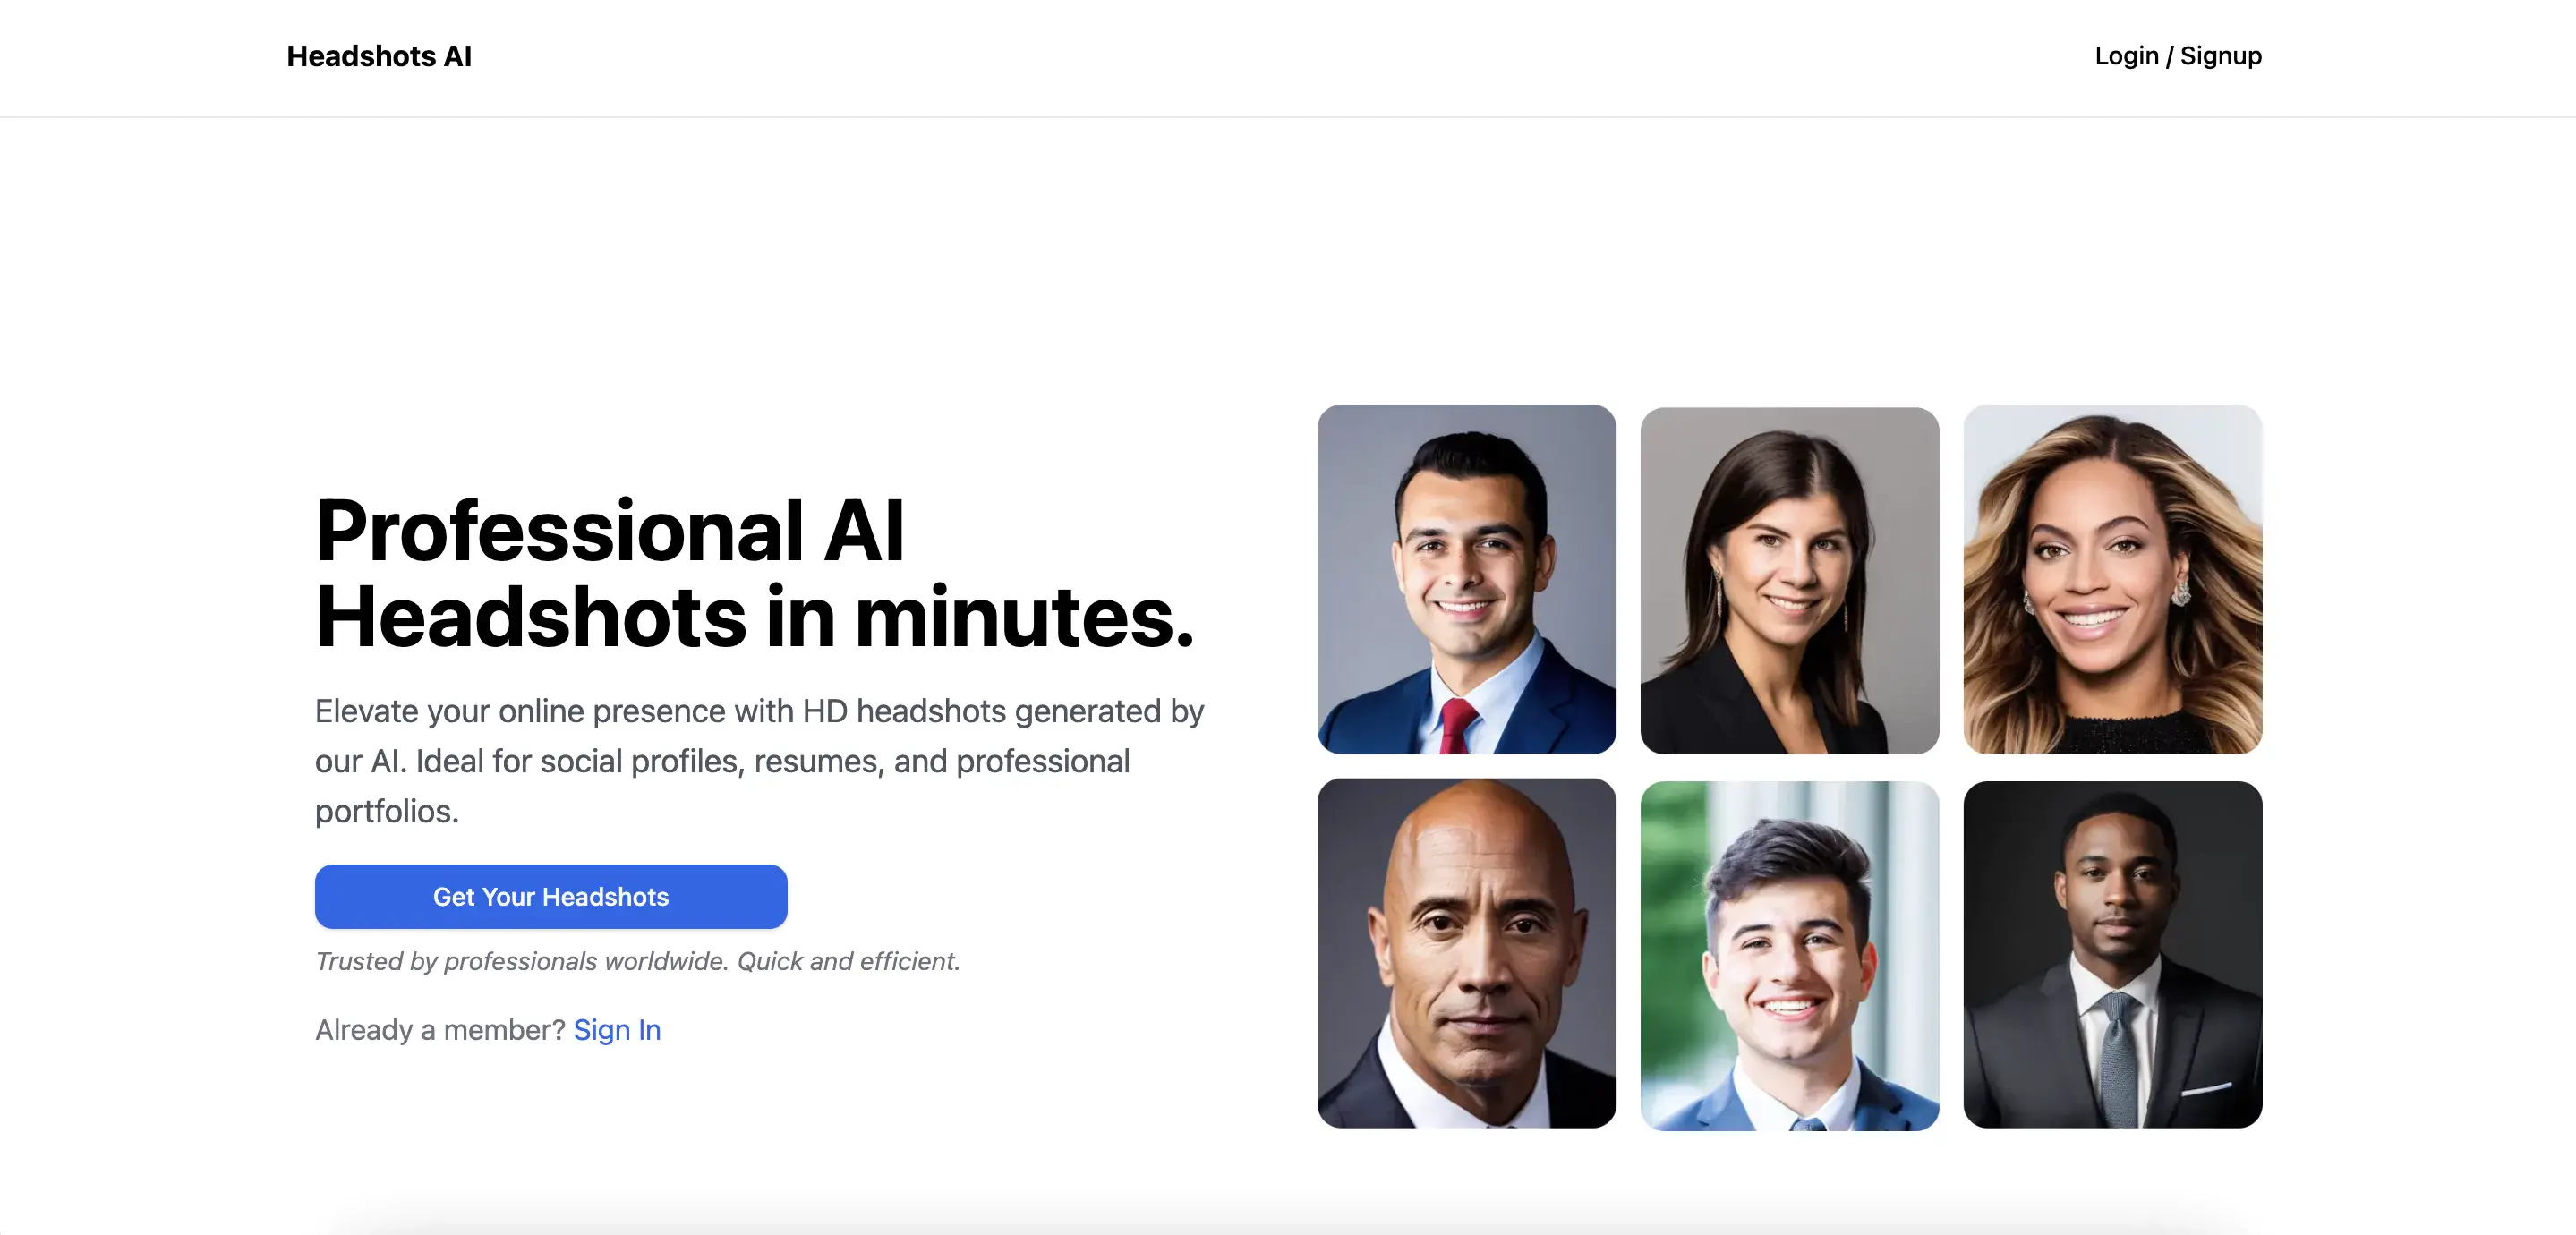 Headshots AI
Login / Signup
Professional AI
Headshots in minutes.
Elevate your online presence with HD headshots generated by
our AI. Ideal for social profiles, resumes, and professional
portfolios.
Get Your Headshots
Trusted by professionals worldwide. Quick and efficient.
Already a member? Sign In